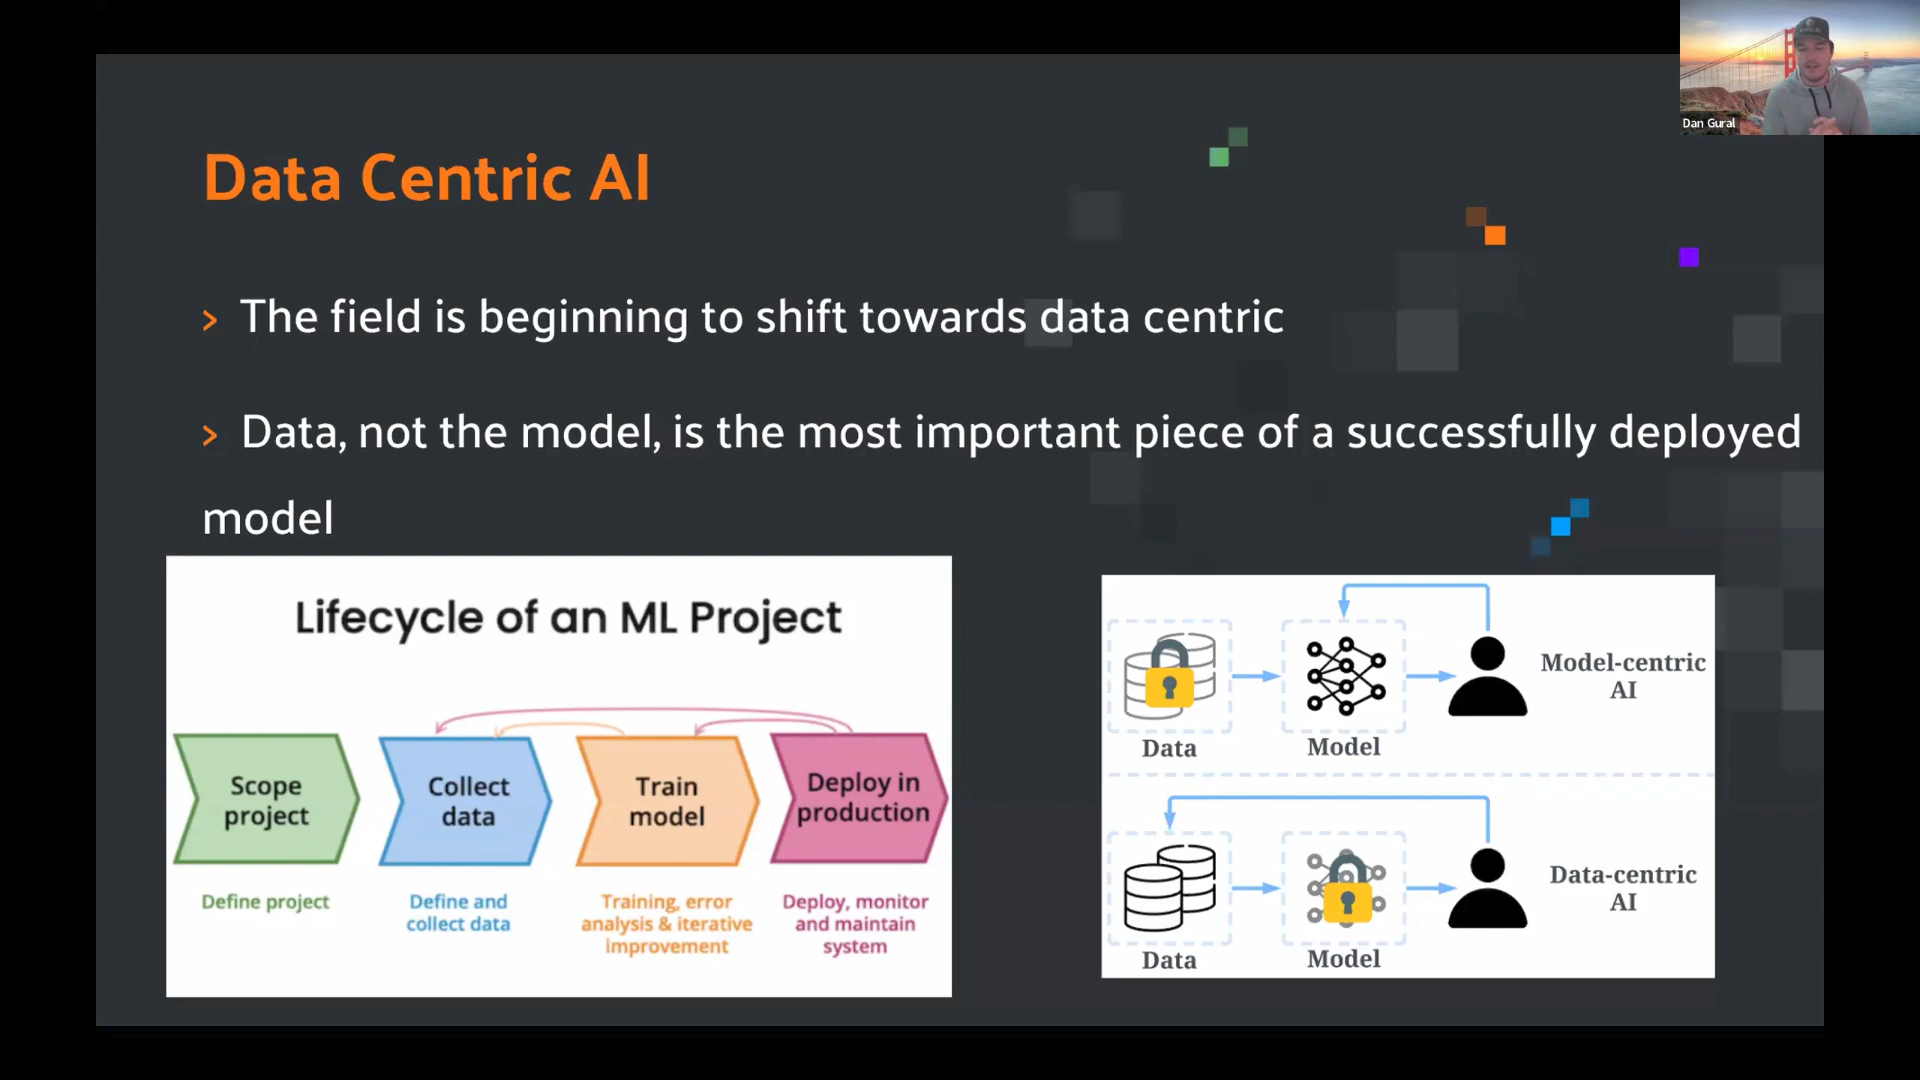 Dan Gural
Data Centric AI
> The field is beginning to shift towards data centric
> Data, not the model, is the most important piece of a successfully deployed
model
Lifecycle of an ML Project
Scope
project
Collect
data
Train
model
Deploy in
production
Define project
Define and
collect data
Training, error
analysis & iterative
improvement
Deploy, monitor
and maintain
system
Data
Model
Model-centric
AI
Data
Model
Data-centric
AI